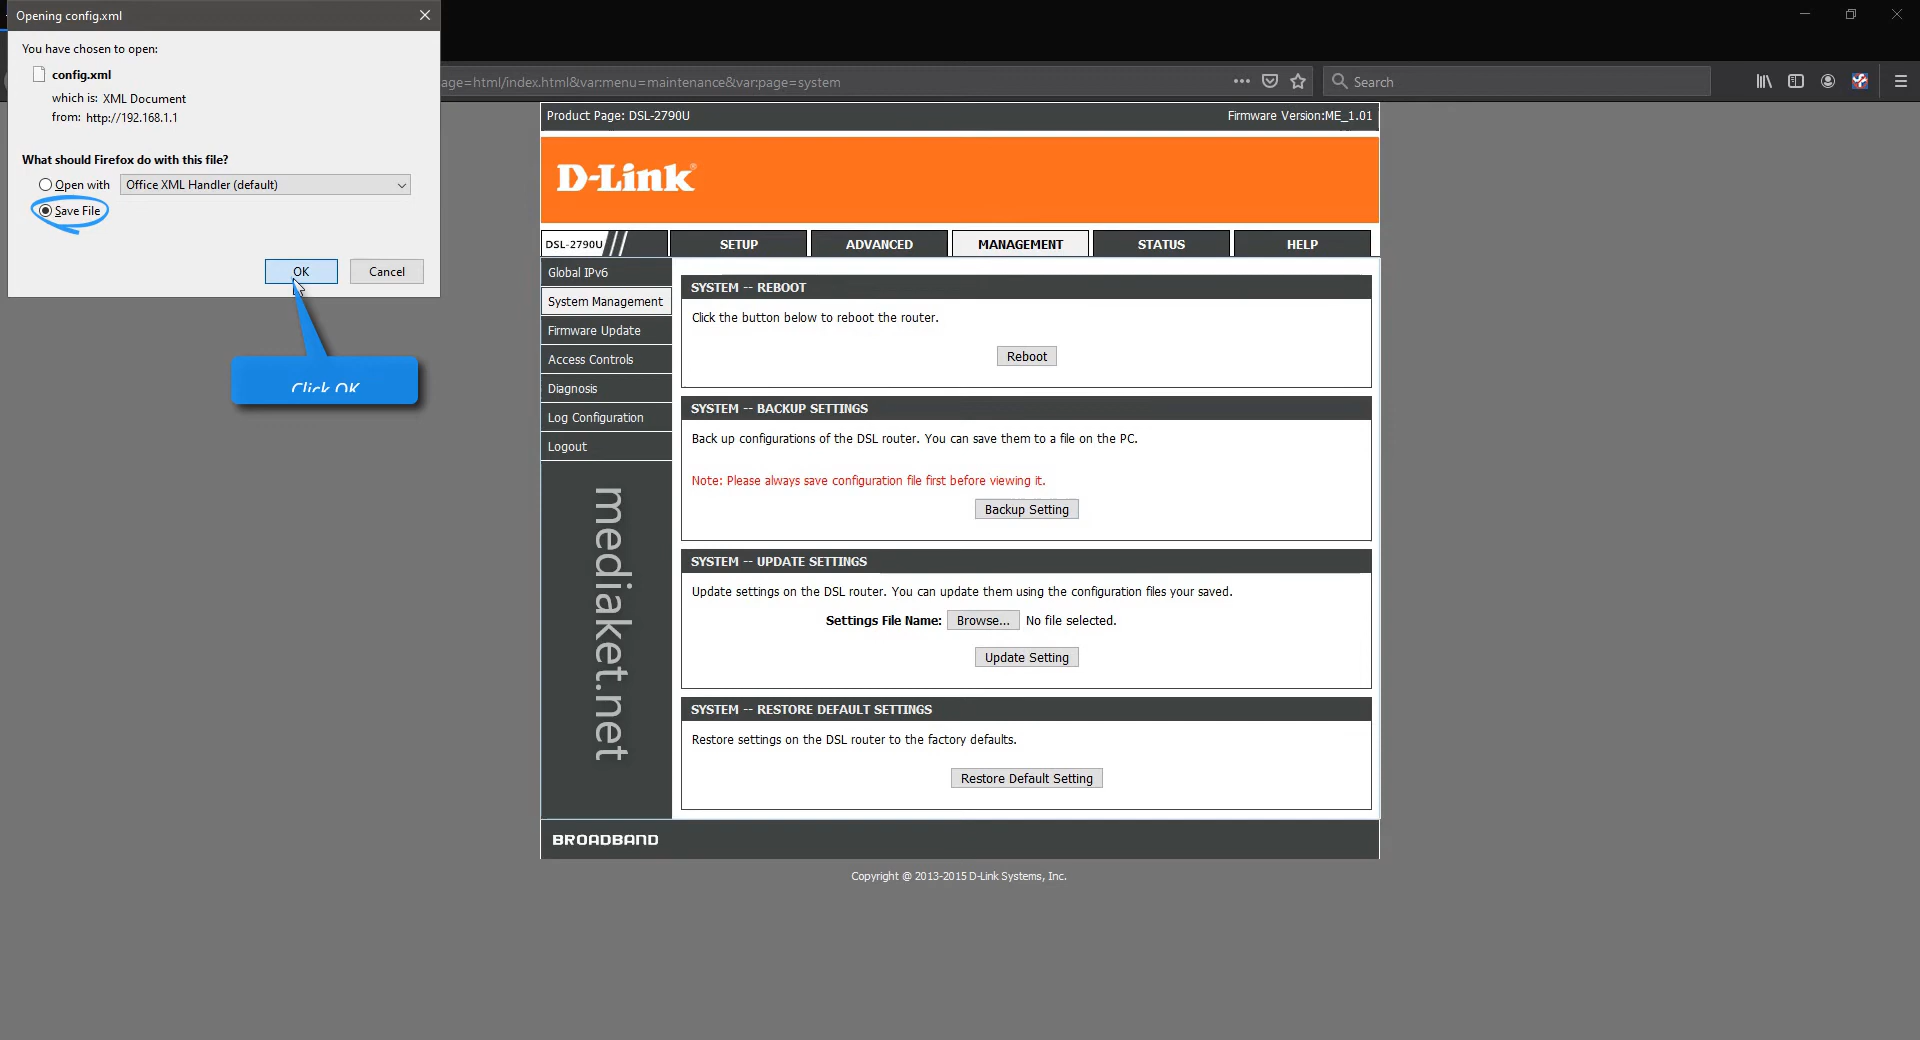 Opening config.xml
You have chosen to open:
config.xml
which is: XML Document
from: http://192.168.1.1
What should Firefox do with this file?
Open with Office XML Handler (default)
Save File
OK Cancel
Click OK
age=html/index.html&var:menu=maintenance&var:page=system
Search
Product Page: DSL-2790U Firmware Version:ME_1.01
D-Link
DSL-2790U SETUP ADVANCED MANAGEMENT STATUS HELP
Global IPv6
System Management
Firmware Update
Access Controls
Diagnosis
Log Configuration
Logout
mediaket.net
SYSTEM -- REBOOT
Click the button below to reboot the router.
Reboot
SYSTEM -- BACKUP SETTINGS
Back up configurations of the DSL router. You can save them to a file on the PC.
Note: Please always save configuration file first before viewing it.
Backup Setting
SYSTEM -- UPDATE SETTINGS
Update settings on the DSL router. You can update them using the configuration files your saved.
Settings File Name: Browse... No file selected.
Update Setting
SYSTEM -- RESTORE DEFAULT SETTINGS
Restore settings on the DSL router to the factory defaults.
Restore Default Setting
BROADBAND
Copyright @ 2013-2015 D-Link Systems, Inc.